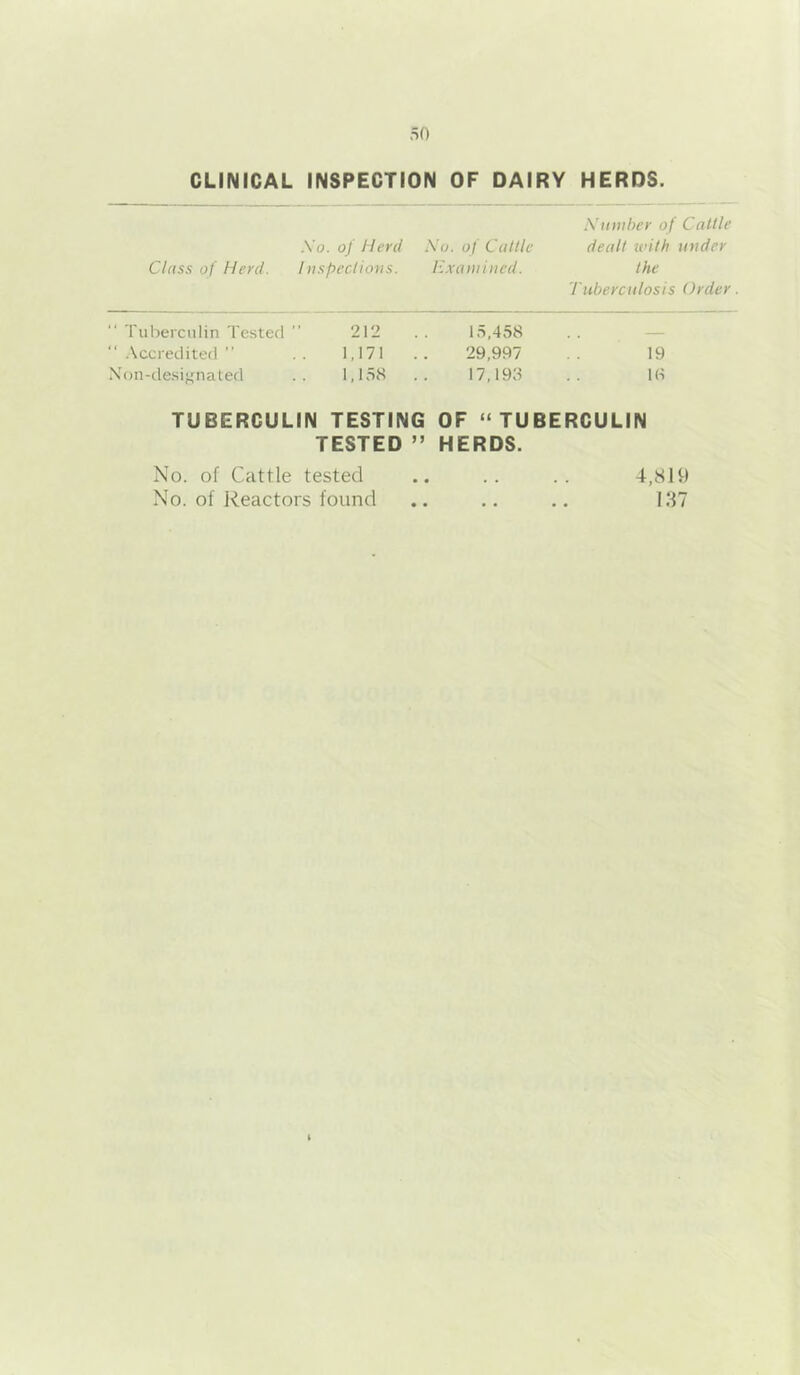 50
CLINICAL INSPECTION OF DAIRY HERDS.
Number of Cattle
No. of Herd No. of Cattle dealt with under
Class of Herd. Inspections. Examined. the
Tuberculosis Order.
" Tuberculin Tested " 212 .. 15,458 .. —
" Accredited " .. 1,171 .. 29,997 .. 19
Non-designated .. 1,158 .. 17,193 .. 16
TUBERCULIN TESTING OF “ TUBERCULIN
TESTED ” HERDS.
No. of Cattle tested .. .. .. 4,819
No. of Reactors found .. .. .. 137